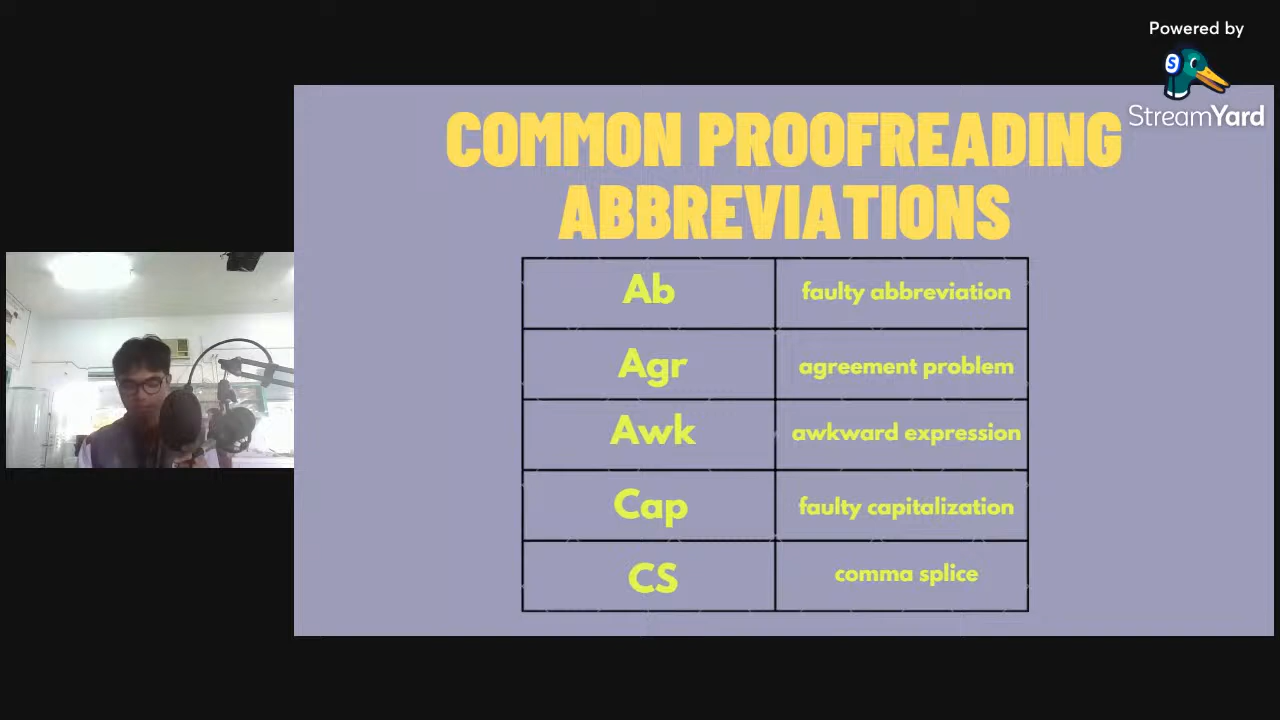 Powered by
S
StreamYard
COMMON PROOFREADING
ABBREVIATIONS
Ab faulty abbreviation
Agr agreement problem
Awk awkward expression
Cap faulty capitalization
CS comma splice